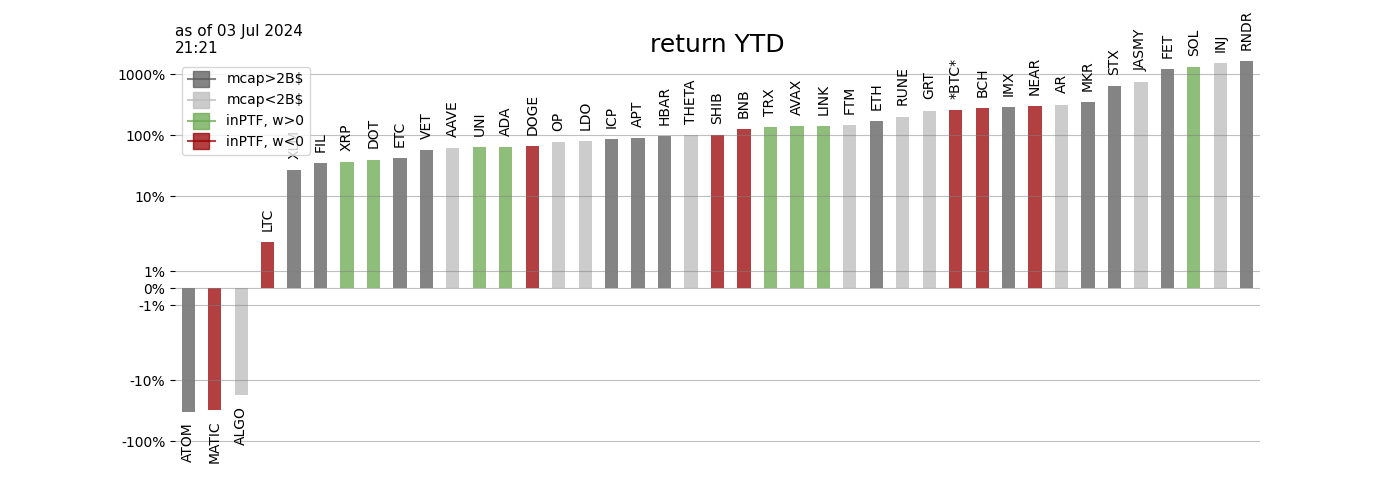 as of 03 Jul 2024
21:21
return YTD
mcap>2B$
mcap<2B$
inPTF, w>0
inPTF, w<0
1000%
100%
10%
1%
0%
-1%
-10%
-100%
ATOM
MATIC
ALGO
LTC
FIL
XRP
DOT
ETC
VET
AAVE
UNI
ADA
DOGE
OP
LDO
ICP
APT
HBAR
THETA
SHIB
BNB
TRX
AVAX
LINK
FTM
ETH
RUNE
GRT
*BTC*
BCH
IMX
NEAR
AR
MKR
STX
JASMY
FET
SOL
INJ
RNDR